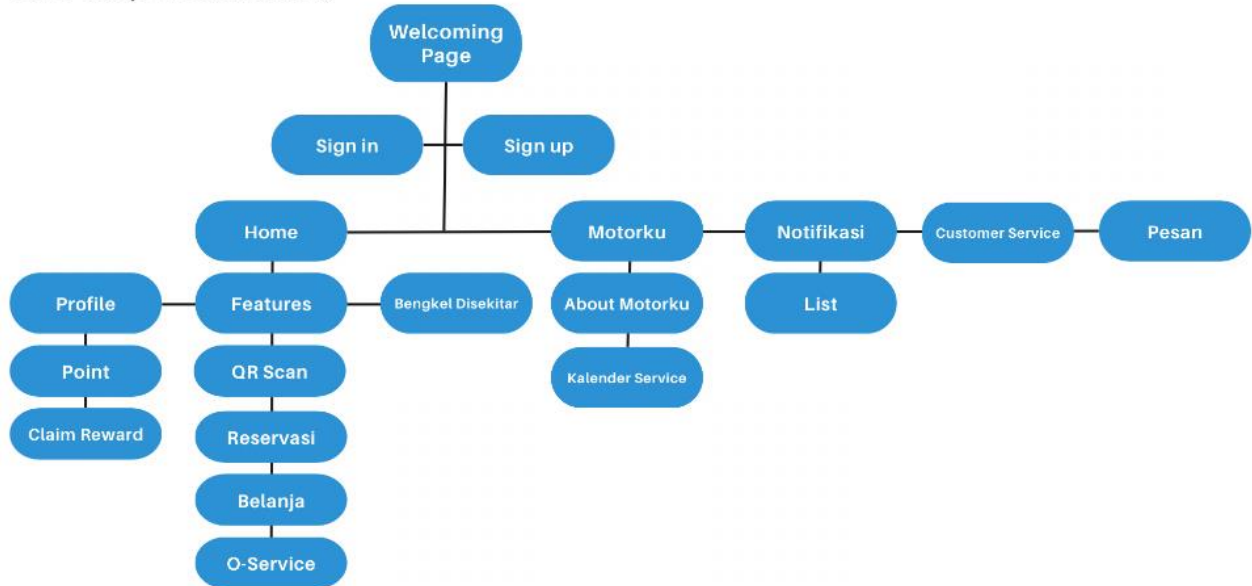 Welcoming
Page
Sign in
Sign up
Home
Motorku
Notifikasi
Customer Service
Pesan
Profile
Features
Bengkel Disekitar
About Motorku
List
Point
QR Scan
Kalender Service
Claim Reward
Reservasi
Belanja
O-Service